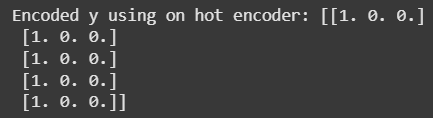 Encoded y using on hot encoder: [[1. 0. 0.]
[1. 0. 0.]
[1. 0. 0.]
[1. 0. 0.]
[1. 0. 0.]]